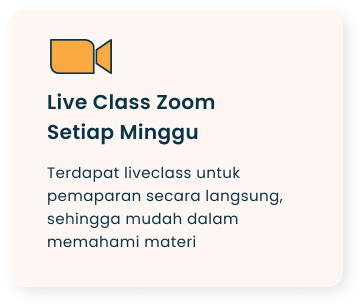 Live Class Zoom
Setiap Minggu
Terdapat liveclass untuk
pemaparan secara langsung,
sehingga mudah dalam
memahami materi